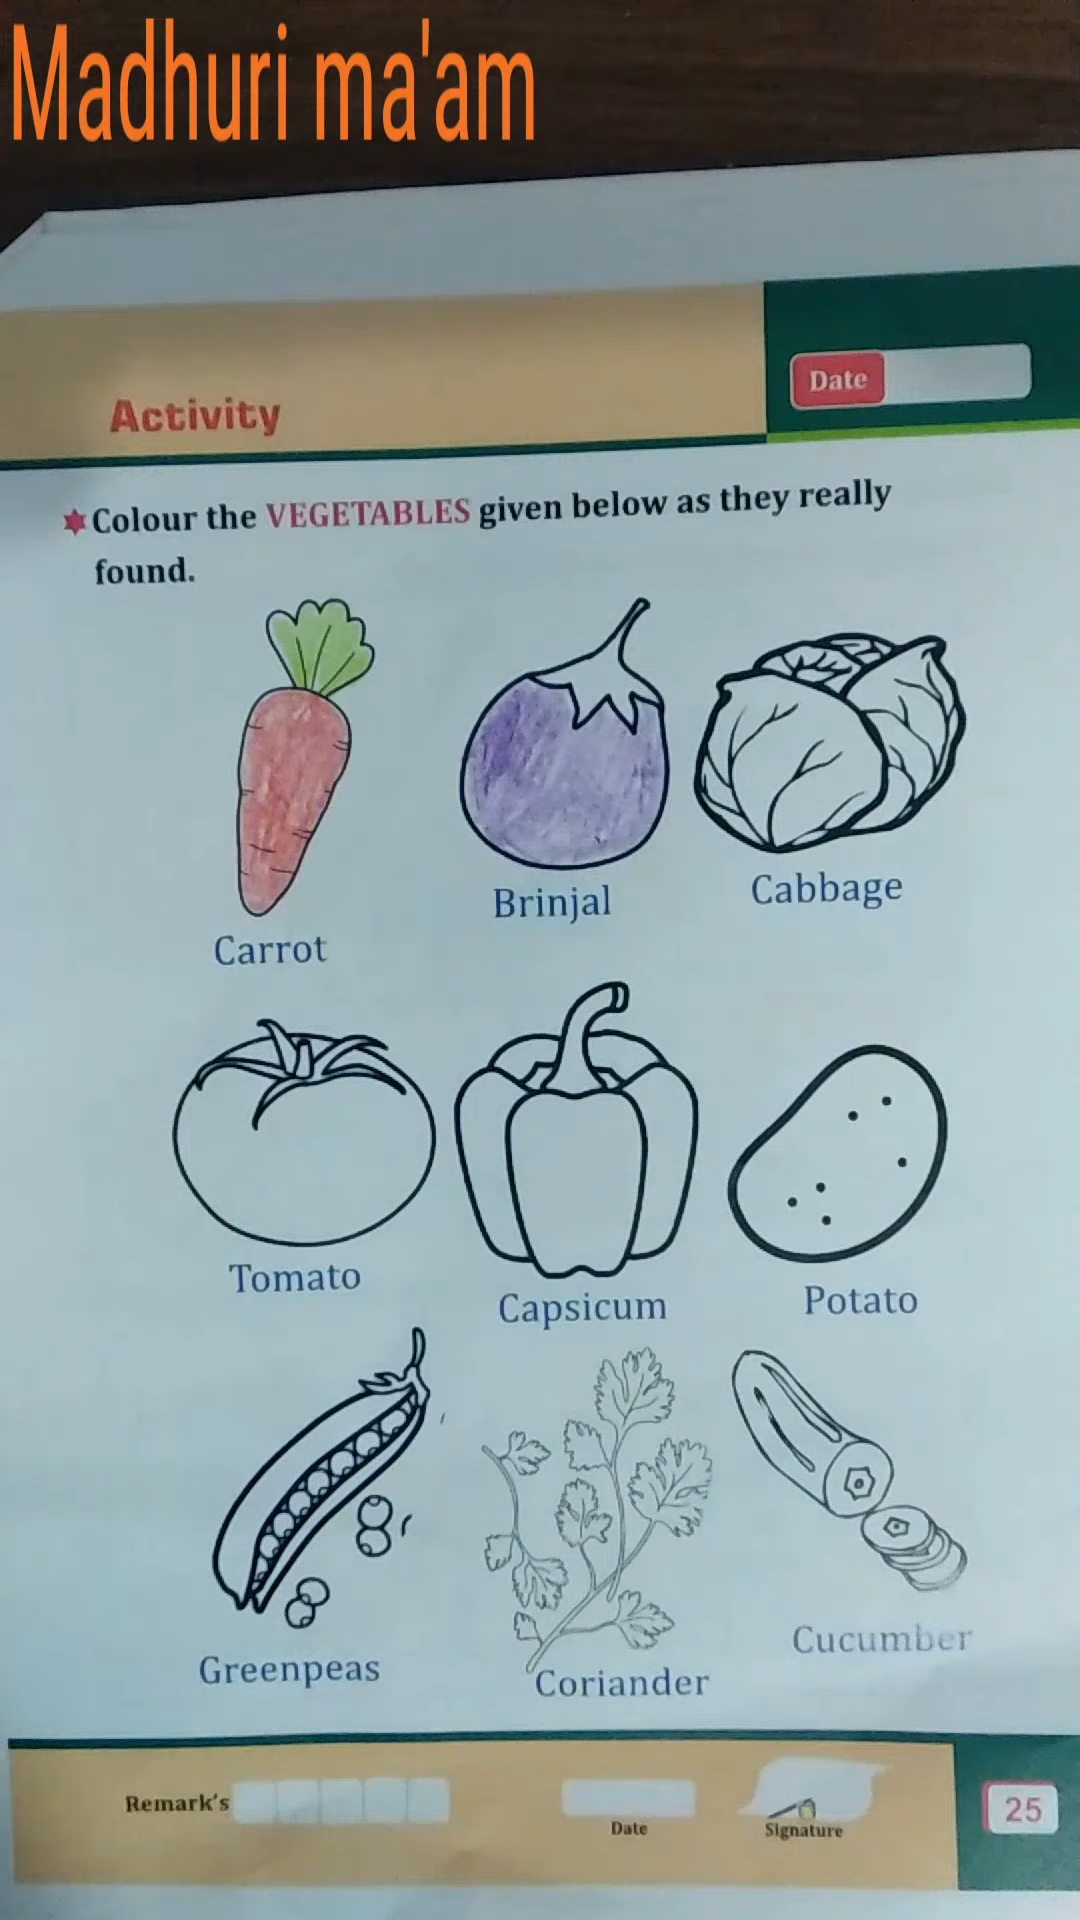 Madhuri ma'am
Activity
Date
Colour the VEGETABLES given below as they really
found.
Carrot
Brinjal
Cabbage
Tomato
Capsicum
Potato
Greenpeas
Coriander
Cucumber
Remark's
Date
Signature
25